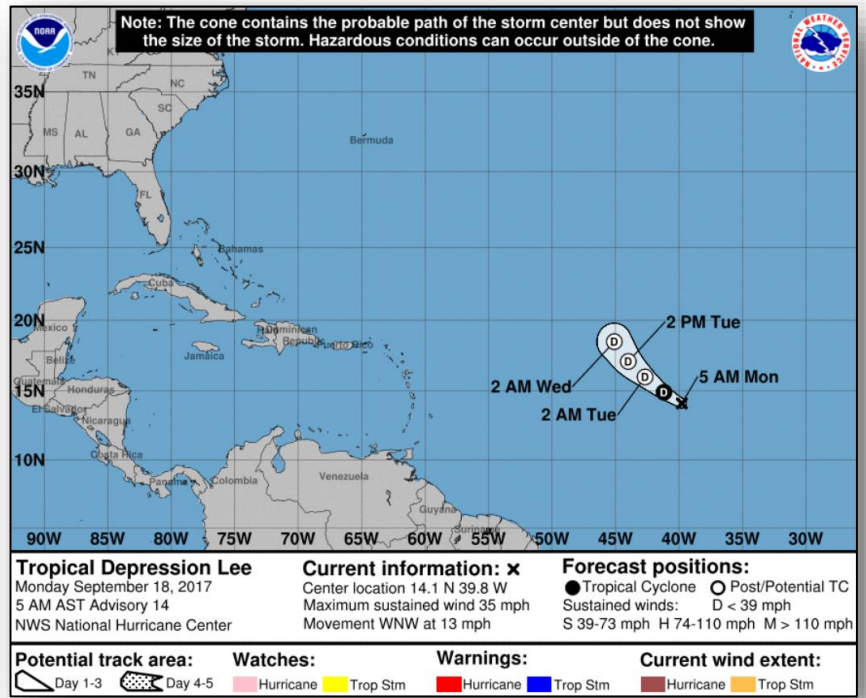 Note: The cone contains the probable path of the storm center but does not show
the size of the storm. Hazardous conditions can occur outside of the cone.
NOAA
NATIONAL WEATHER SERVICE
KY
TN
NC
35N
SC
MS AL GA
Bermuda
30N
FL
25N
Bahamas
Cuba
20N
2 PM Tue
Mexico
Dominican
Republic
Puerto Rico
Jamaica
Belize
2 AM Wed
5 AM Mon
D
D
D
D
Guatemala
15N
Honduras
2 AM Tue
El Salvador
Nicaragua
10N
Costa Rica
Panama
Colombia
Venezuela
Guyana
Suriname
90W 85W 80W 75W 70W 65W 60W 55W 50W 45W 40W 35W 30W
Tropical Depression Lee
Monday September 18, 2017
5 AM AST Advisory 14
NWS National Hurricane Center
Current information: x
Center location 14.1 N 39.8 W
Maximum sustained wind 35 mph
Movement WNW at 13 mph
Forecast positions:
Tropical Cyclone Post/Potential TC
Sustained winds: D < 39 mph
S 39-73 mph H 74-110 mph M > 110 mph
Potential track area:
Day 1-3 Day 4-5
Watches:
Hurricane Trop Stm
Warnings:
Hurricane Trop Stm
Current wind extent:
Hurricane Trop Stm